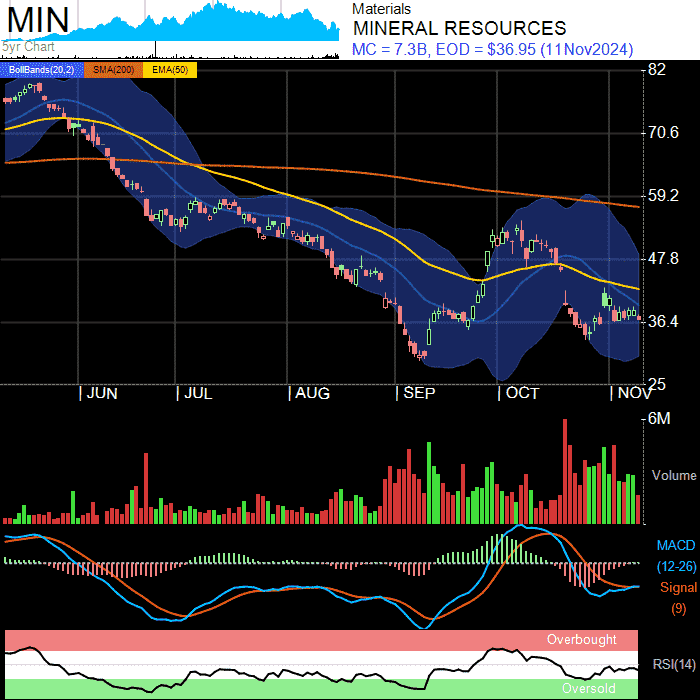 MIN
5yr Chart
Materials
MINERAL RESOURCES
MC = 7.3B, EOD = $36.95 (11Nov2024)
BollBands(20,2) SMA(200) EMA(50)
82
70.6
59.2
47.8
36.4
25
| JUN | JUL | AUG | SEP | OCT | NOV
6M
Volume
MACD
(12-26)
Signal
(9)
Overbought
RSI(14)
Oversold